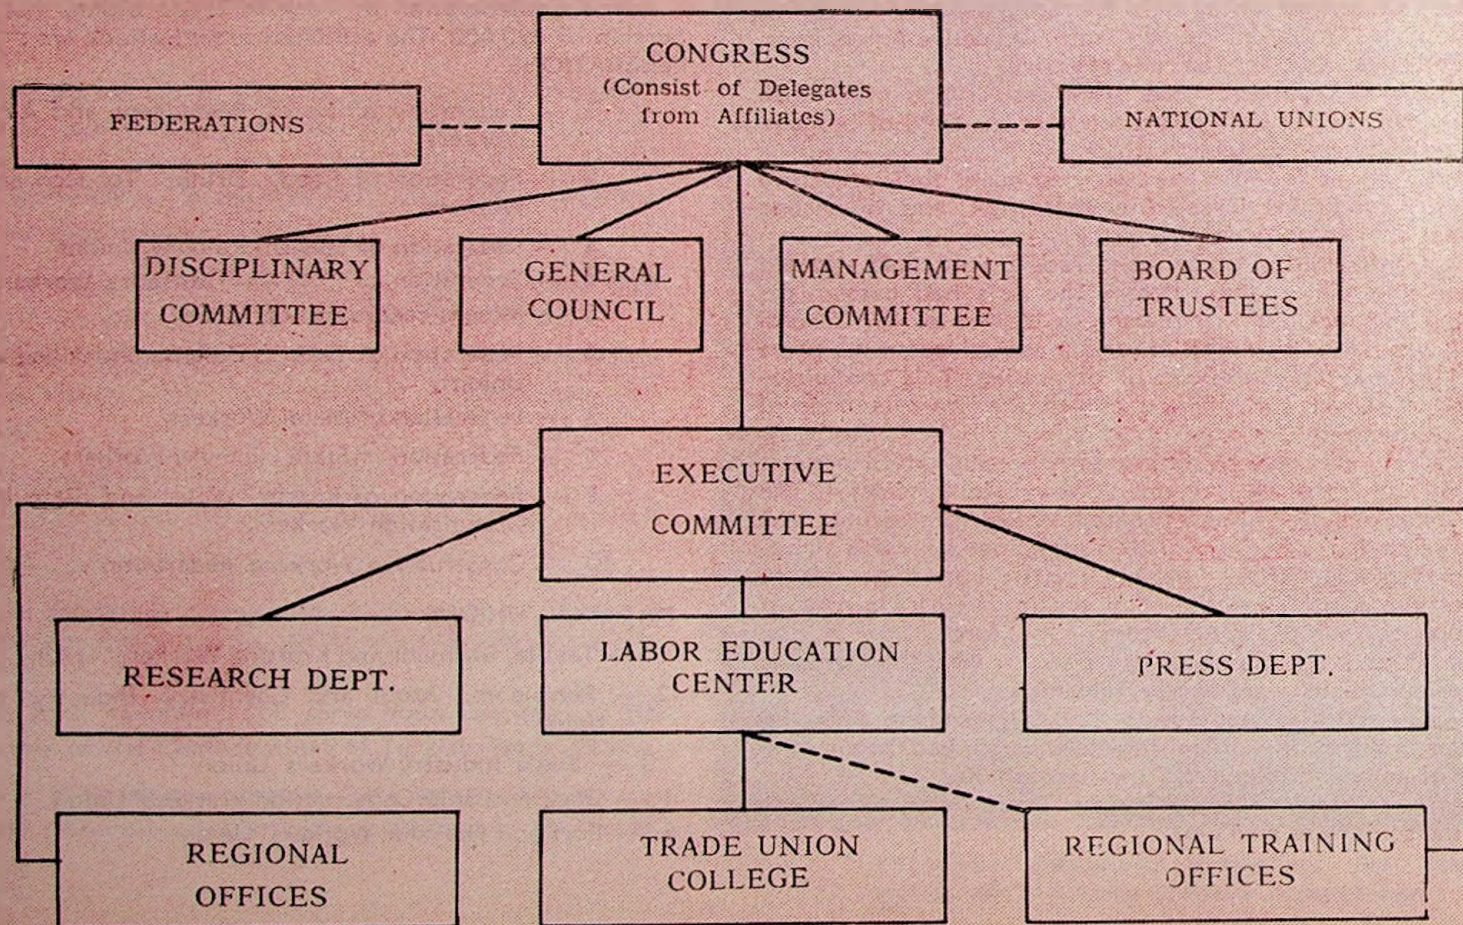 CONGRESS
(Consist of Delegates
from Affiliates)
FEDERATIONS
NATIONAL UNIONS
DISCIPLINARY
COMMITTEE
GENERAL
COUNCIL
MANAGEMENT
COMMITTEE
BOARD OF
TRUSTEES
EXECUTIVE
COMMITTEE
RESEARCH DEPT.
LABOR EDUCATION
CENTER
PRESS DEPT.
REGIONAL
OFFICES
TRADE UNION
COLLEGE
REGIONAL TRAINING
OFFICES